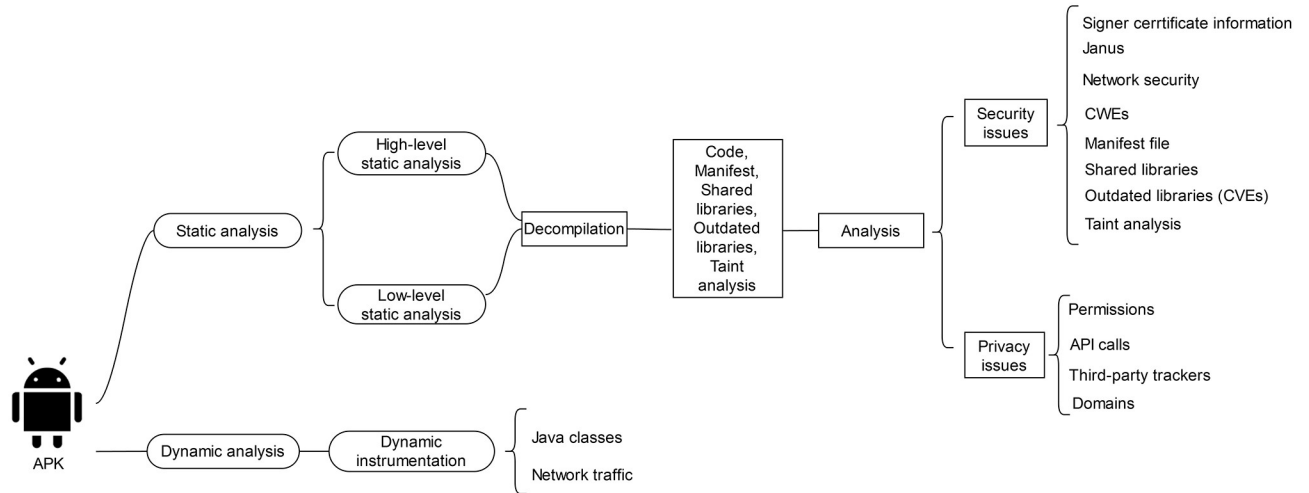 Signer cerrtificate information
Janus
Network security
CWEs
Manifest file
Shared libraries
Outdated libraries (CVEs)
Taint analysis
Security
issues
High-level
static analysis
Code,
Manifest,
Shared
libraries,
Outdated
libraries,
Taint
analysis
Static analysis
Decompilation
Analysis
Low-level
static analysis
Privacy
issues
Permissions
API calls
Third-party trackers
Domains
APK
Dynamic analysis
Dynamic
instrumentation
Java classes
Network traffic